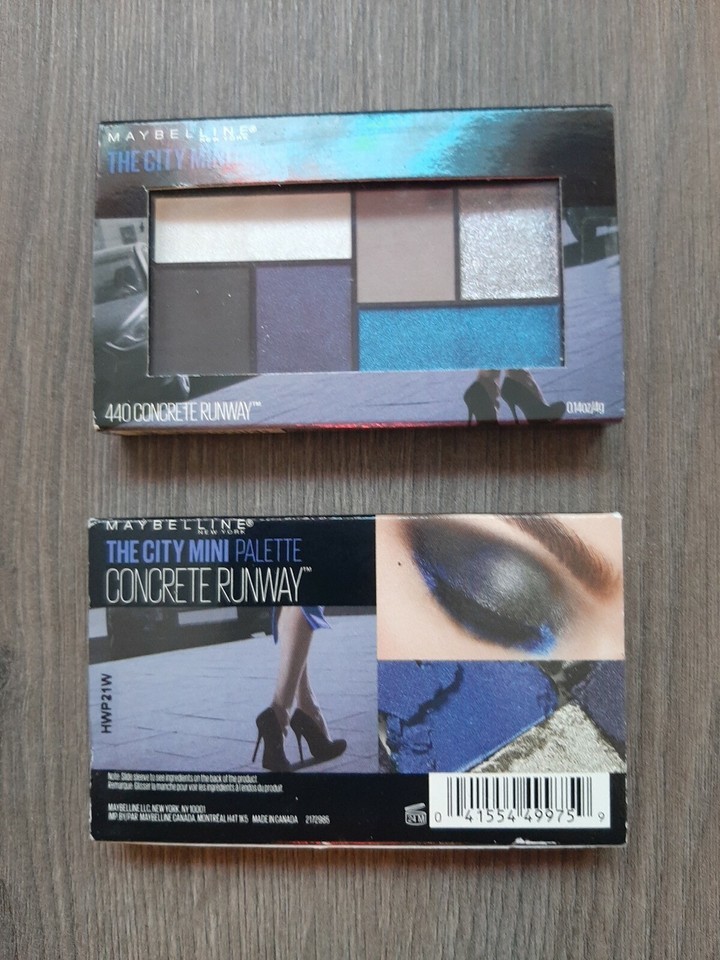 MAYBELLINE®
NEW YORK
THE CITY MINI
440 CONCRETE RUNWAY™
0.14oz/4g
MAYBELLINE®
NEW YORK
THE CITY MINI PALETTE
CONCRETE RUNWAY™
HWP21W
Note: Slide sleeve to see ingredients on the back of the product
Remarque: Glisser la manche pour voir les ingrédients à l'endos du produit.
MAYBELLINE LLC, NEW YORK, NY 10001
IMP. BY/PAR MAYBELLINE CANADA, MONTRÉAL H4T 1K5 MADE IN CANADA 2172985
24 M
0 41554 49975 9